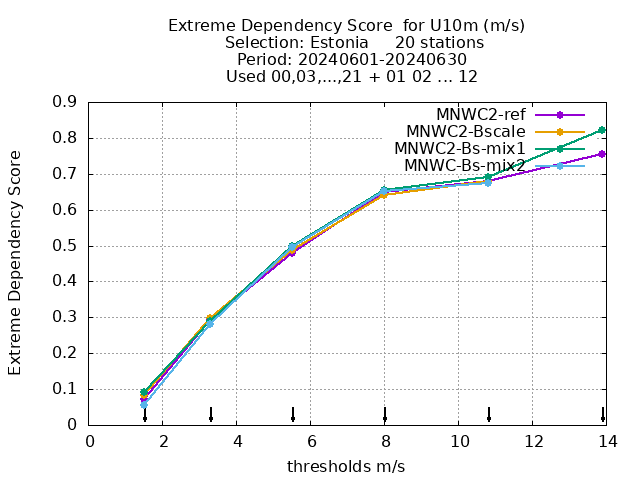 Extreme Dependency Score  for U10m (m/s)
Selection: Estonia     20 stations
Period: 20240601-20240630
Used 00,03,...,21 + 01 02 ... 12
MNWC2-ref
MNWC2-Bscale
MNWC2-Bs-mix1
MNWC-Bs-mix2
Extreme Dependency Score
0.9
0.8
0.7
0.6
0.5
0.4
0.3
0.2
0.1
0
0 2 4 6 8 10 12 14
thresholds m/s